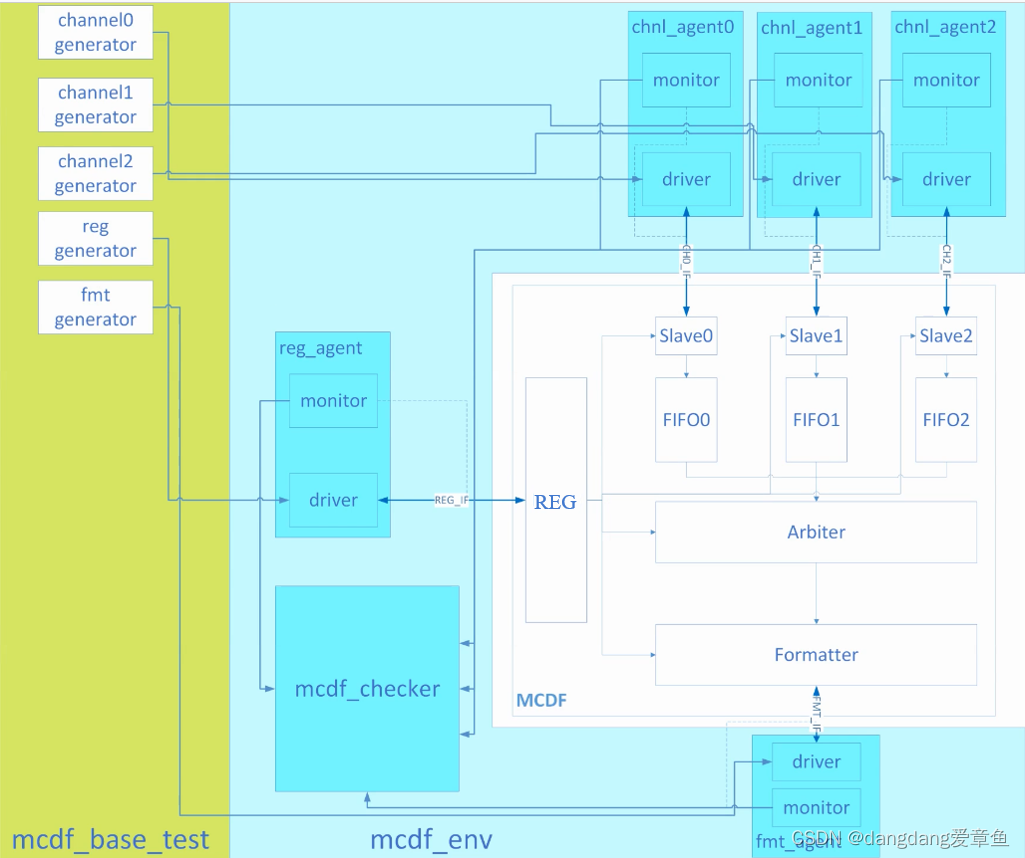 channel0
generator
channel1
generator
channel2
generator
reg
generator
fmt
generator
chnl_agent0
monitor
driver
chnl_agent1
monitor
driver
chnl_agent2
monitor
driver
CH0_IF
CH1_IF
CH2_IF
reg_agent
monitor
driver
REG_IF
REG
Slave0
Slave1
Slave2
FIFO0
FIFO1
FIFO2
Arbiter
Formatter
MCDF
FMT_IF
mcdf_checker
driver
monitor
fmt_agent
mcdf_base_test
mcdf_env
CSDN @dangdang爱章鱼